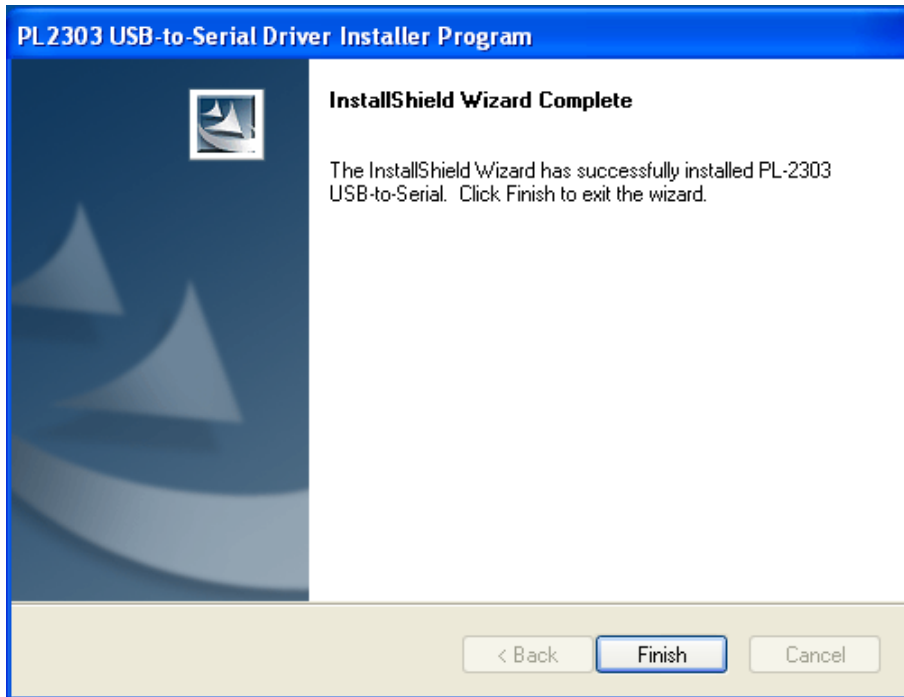 PL2303 USB-to-Serial Driver Installer Program
InstallShield Wizard Complete
The InstallShield Wizard has successfully installed PL-2303
USB-to-Serial.  Click Finish to exit the wizard.
< Back
Finish
Cancel